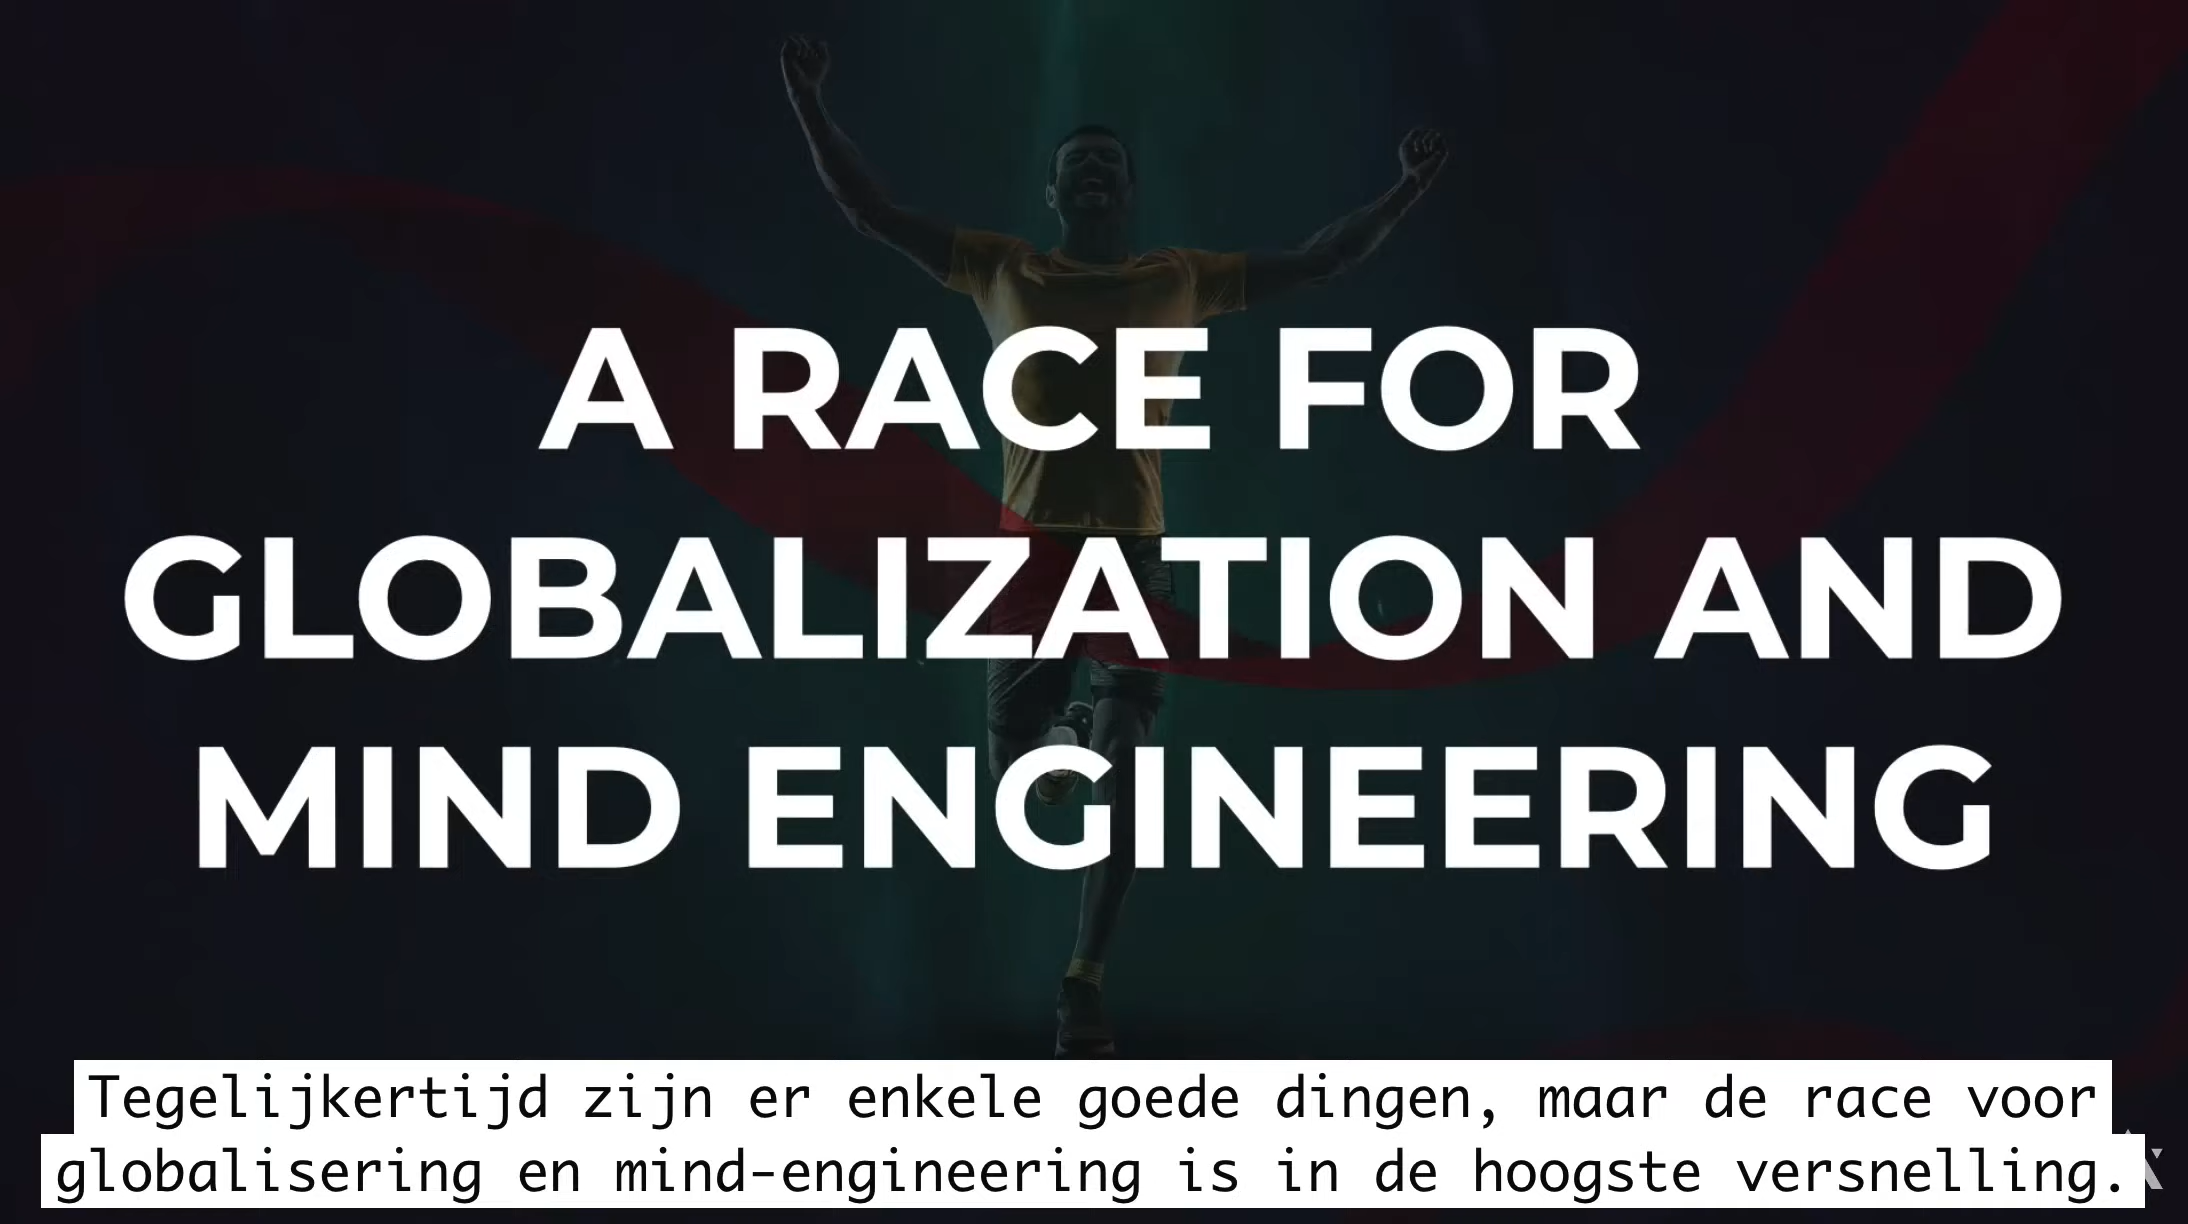 A RACE FOR
GLOBALIZATION AND
MIND ENGINEERING
Tegelijkertijd zijn er enkele goede dingen, maar de race voor
globalisering en mind-engineering is in de hoogste versnelling.